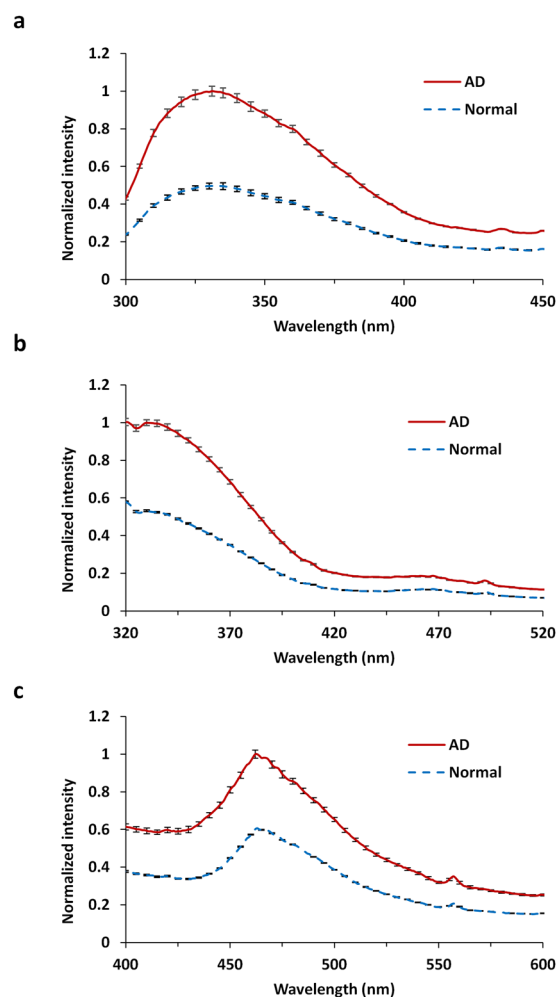 a
1.2
1
0.8
0.6
0.4
0.2
0
Normalized intensity
AD
Normal
300 350 400 450
Wavelength (nm)
b
1.2
1
0.8
0.6
0.4
0.2
0
Normalized intensity
AD
Normal
320 370 420 470 520
Wavelength (nm)
c
1.2
1
0.8
0.6
0.4
0.2
0
Normalized intensity
AD
Normal
400 450 500 550 600
Wavelength (nm)